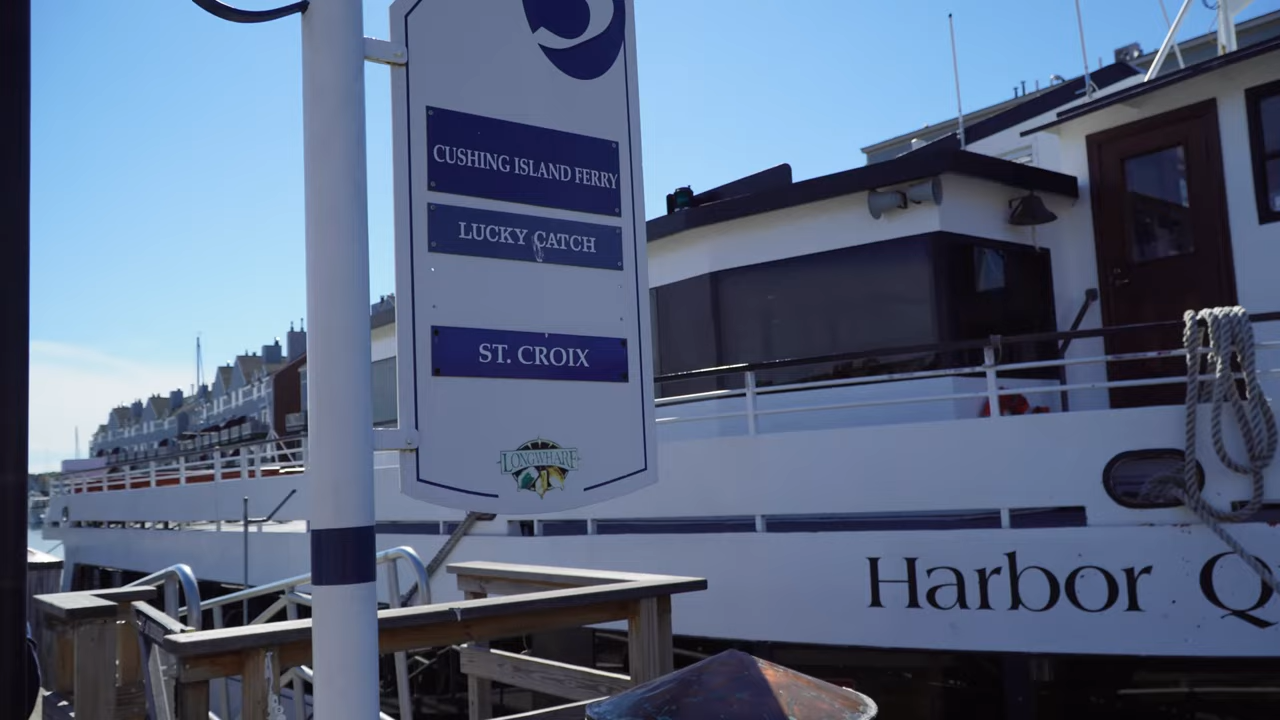 CUSHING ISLAND FERRY
LUCKY CATCH
ST. CROIX
LONGWHARF
Harbor Q